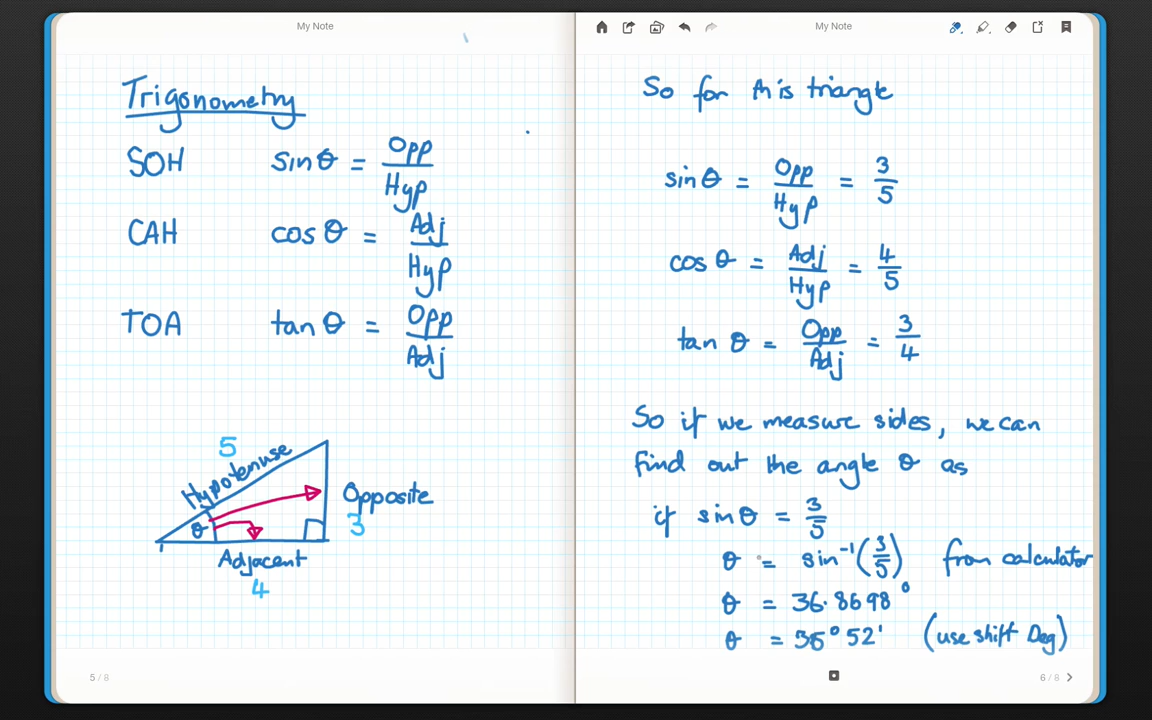 My Note
Trigonometry
SOH sinθ = Opp/Hyp
CAH cos θ = Adj/Hyp
TOA tan θ = Opp/Adj
5
Hypotenuse
Opposite
3
θ
Adjacent
4
5 / 8
My Note
So for this triangle
sin θ = Opp/Hyp = 3/5
cos θ = Adj/Hyp = 4/5
tan θ = Opp/Adj = 3/4
So if we measure sides, we can
find out the angle θ as
if sinθ = 3/5
θ = sin⁻¹(3/5) from calculator
θ = 36.8698°
θ = 36° 52' (use shift Deg)
6 / 8